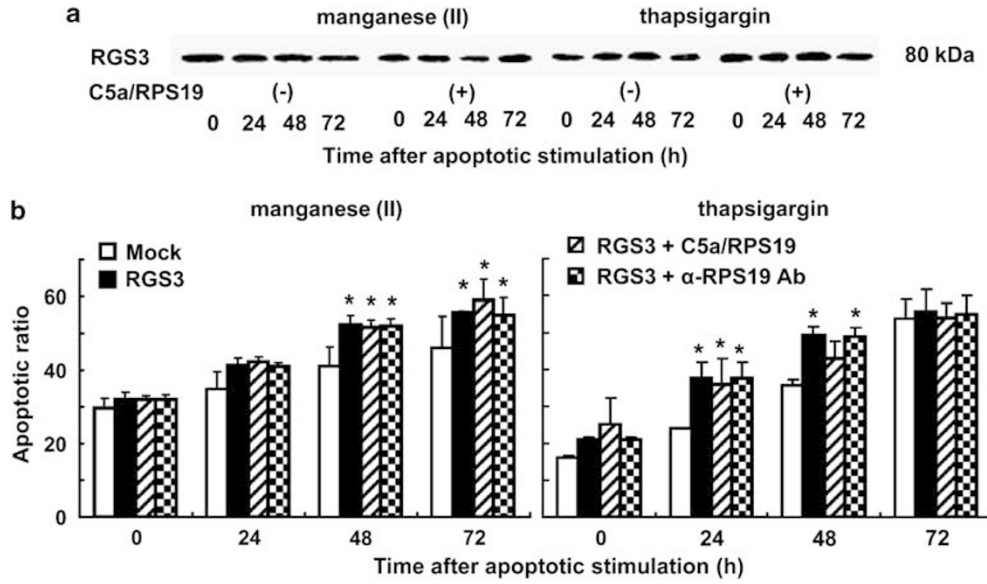 a
manganese (II) thapsigargin
RGS3 80 kDa
C5a/RPS19 (-) (+) (-) (+)
0 24 48 72 0 24 48 72 0 24 48 72 0 24 48 72
Time after apoptotic stimulation (h)
b
manganese (II) thapsigargin
Mock RGS3 + C5a/RPS19
RGS3 RGS3 + α-RPS19 Ab
* * * * * * * * * * *
Apoptotic ratio
60
40
20
0
0 24 48 72 0 24 48 72
Time after apoptotic stimulation (h)